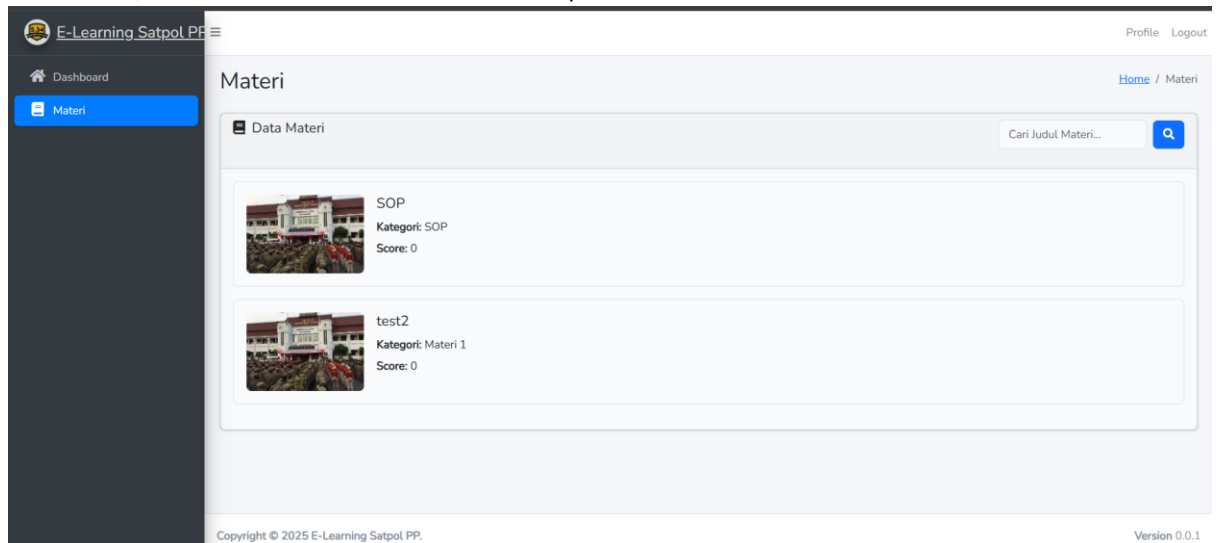 E-Learning Satpol PP
Profile Logout
Dashboard
Materi
Materi
Home / Materi
Data Materi
Cari Judul Materi...
SOP
Kategori: SOP
Score: 0
test2
Kategori: Materi 1
Score: 0
Copyright © 2025 E-Learning Satpol PP.
Version 0.0.1